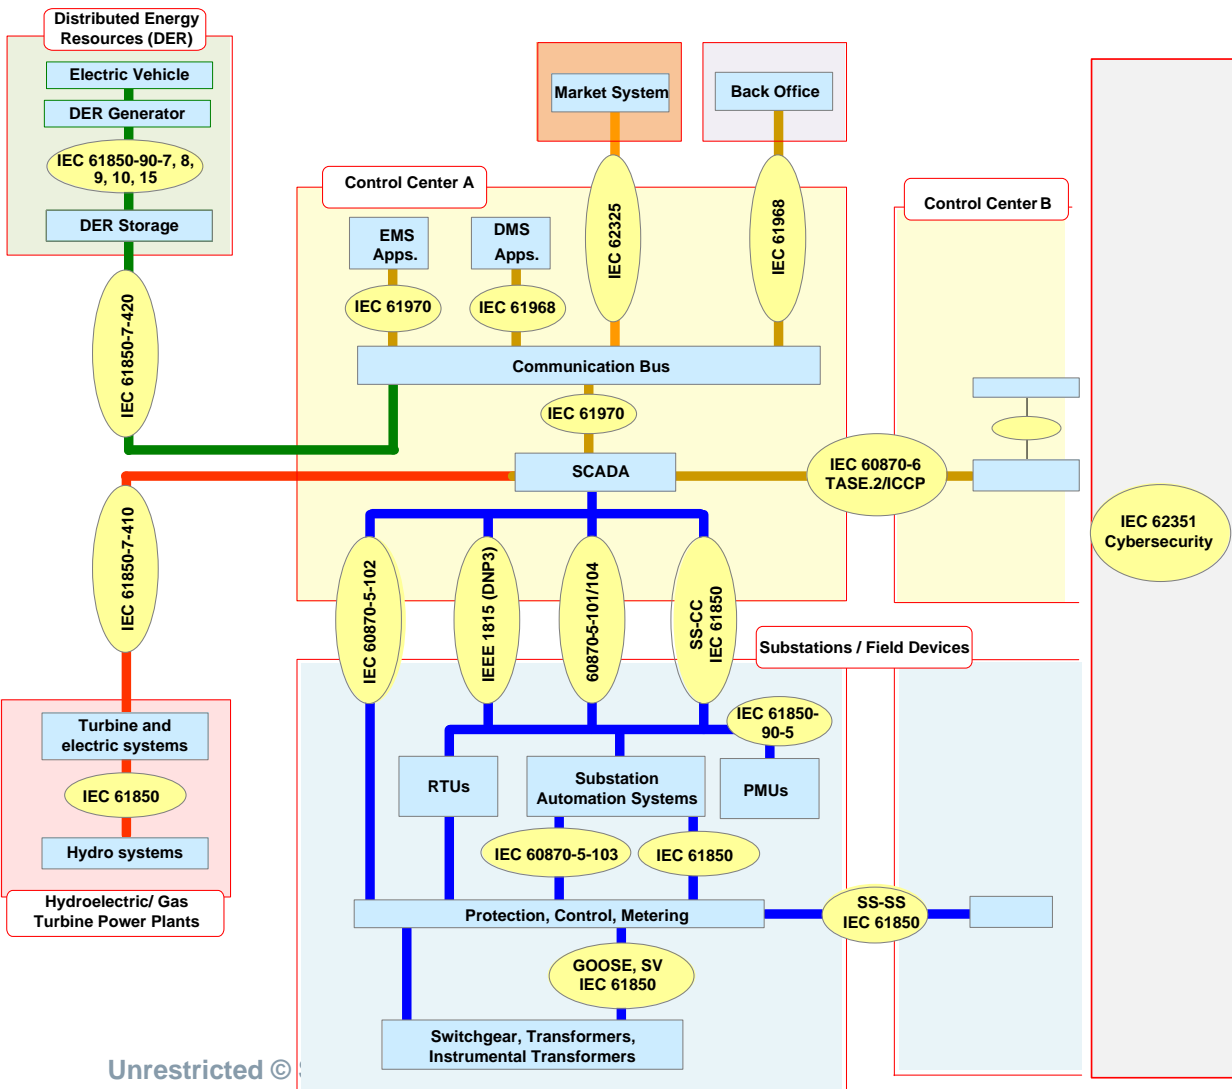 Distributed Energy
Resources (DER)
Electric Vehicle
DER Generator
IEC 61850-90-7, 8,
9, 10, 15
DER Storage
IEC 61850-7-420
Market System
Back Office
IEC 62325
IEC 61968
Control Center A
EMS
Apps.
DMS
Apps.
IEC 61970
IEC 61968
Communication Bus
IEC 61970
SCADA
IEC 60870-6
TASE.2/ICCP
Control Center B
IEC 62351
Cybersecurity
IEC 61850-7-410
Turbine and
electric systems
IEC 61850
Hydro systems
Hydroelectric/ Gas
Turbine Power Plants
IEC 60870-5-102
IEEE 1815 (DNP3)
60870-5-101/104
SS-CC
IEC 61850
Substations / Field Devices
IEC 61850-
90-5
RTUs
Substation
Automation Systems
PMUs
IEC 60870-5-103
IEC 61850
Protection, Control, Metering
SS-SS
IEC 61850
GOOSE, SV
IEC 61850
Switchgear, Transformers,
Instrumental Transformers
Unrestricted ©